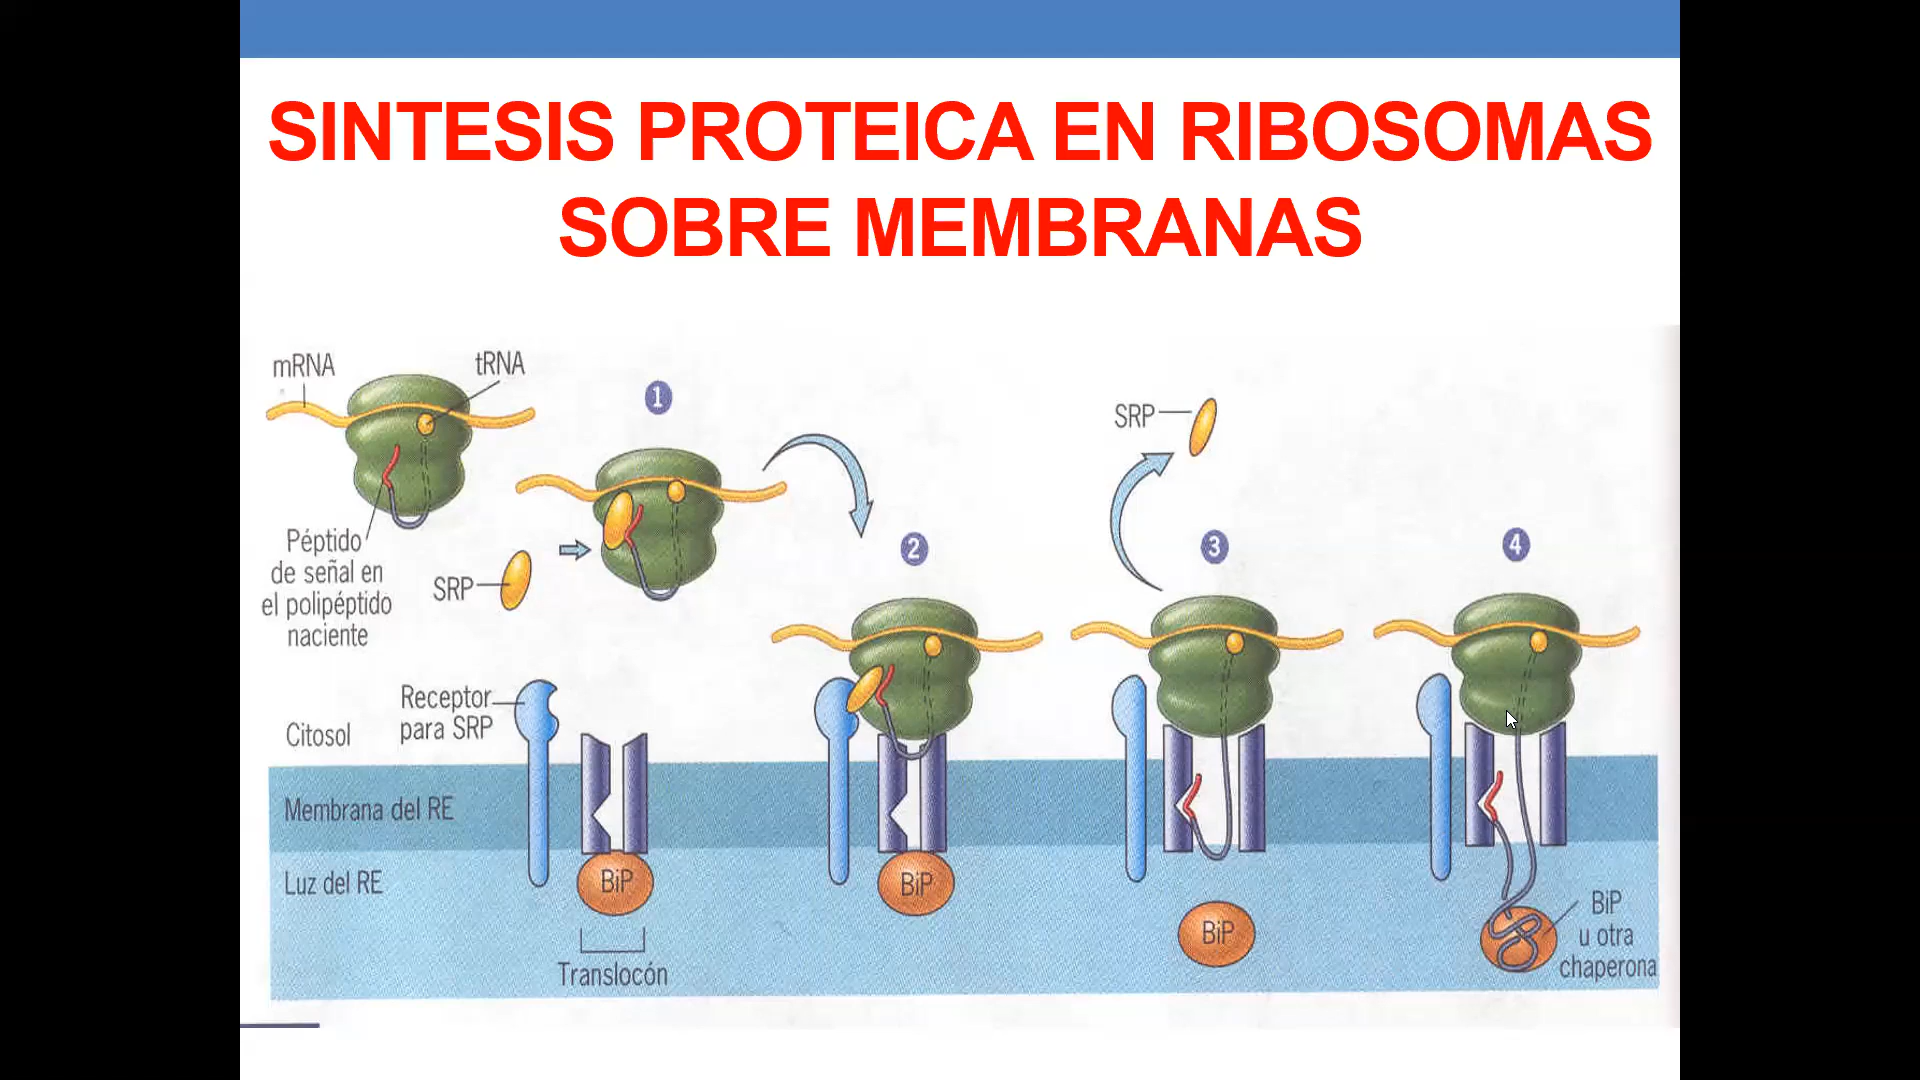 SINTESIS PROTEICA EN RIBOSOMAS
SOBRE MEMBRANAS
mRNA
tRNA
1
SRP
2
3
4
Péptido
de señal en
el polipéptido
naciente
SRP
Receptor
para SRP
Citosol
Membrana del RE
Luz del RE
BiP
BiP
BiP
BiP
u otra
chaperona
Translocón